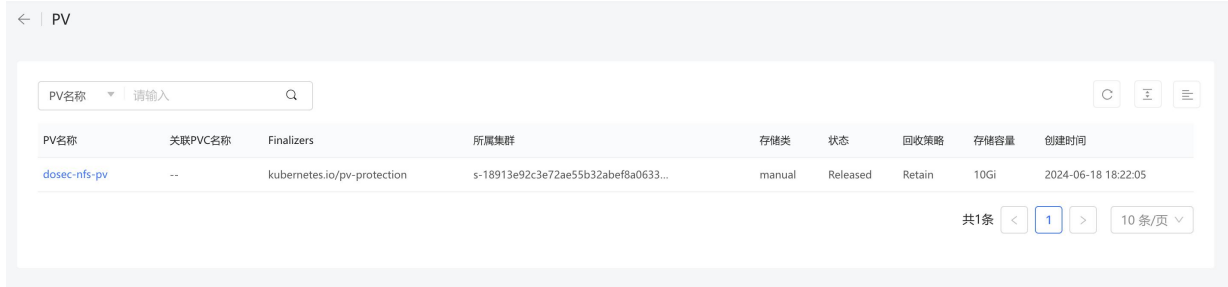 PV
PV名称 请输入
PV名称 关联PVC名称 Finalizers 所属集群 存储类 状态 回收策略 存储容量 创建时间
dosec-nfs-pv -- kubernetes.io/pv-protection s-18913e92c3e72ae55b32abef8a0633... manual Released Retain 10Gi 2024-06-18 18:22:05
共1条 < 1 > 10 条/页